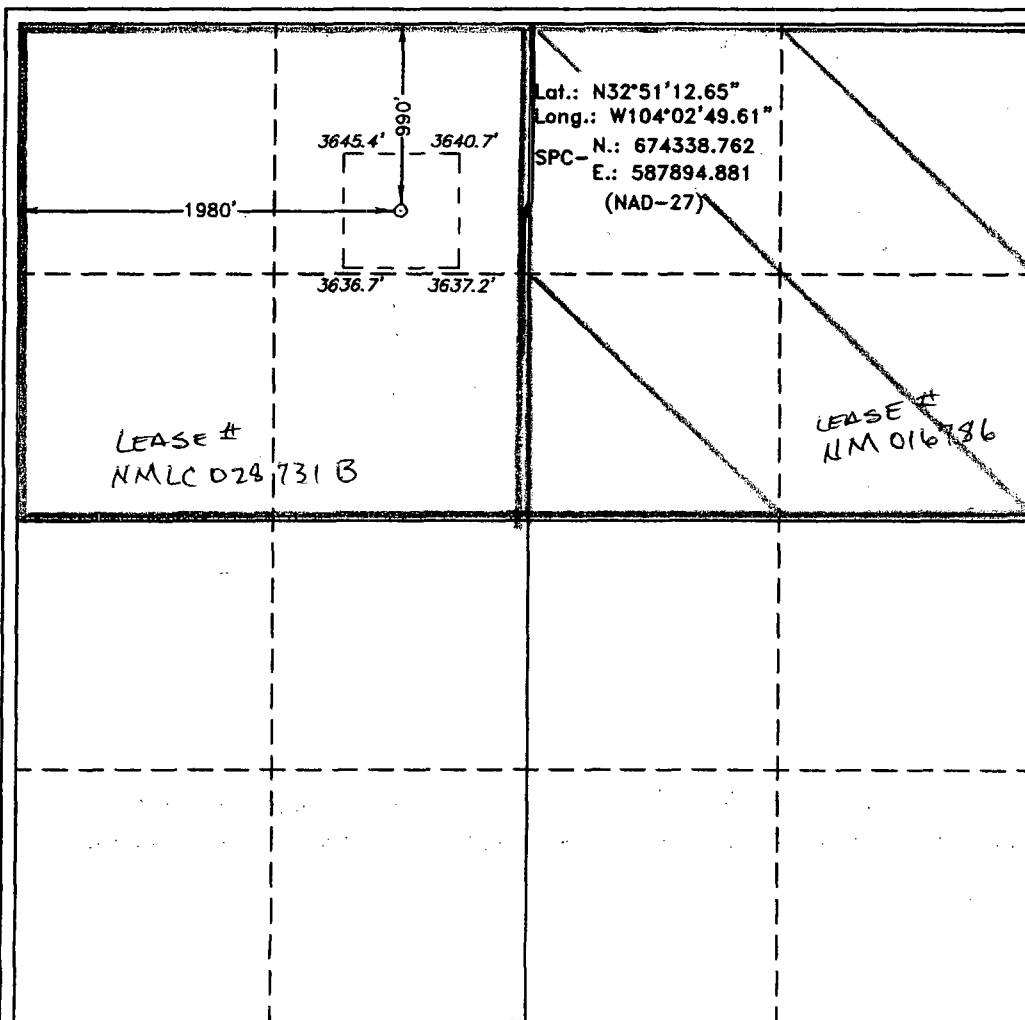 990'
Lat.: N32°51'12.65"
Long.: W104°02'49.61"
SPC- N.: 674338.762
E.: 587894.881
(NAD-27)
3645.4' 3640.7'
1980'
3636.7' 3637.2'
LEASE #
NMLC 028 731 B
LEASE #
NM 016786